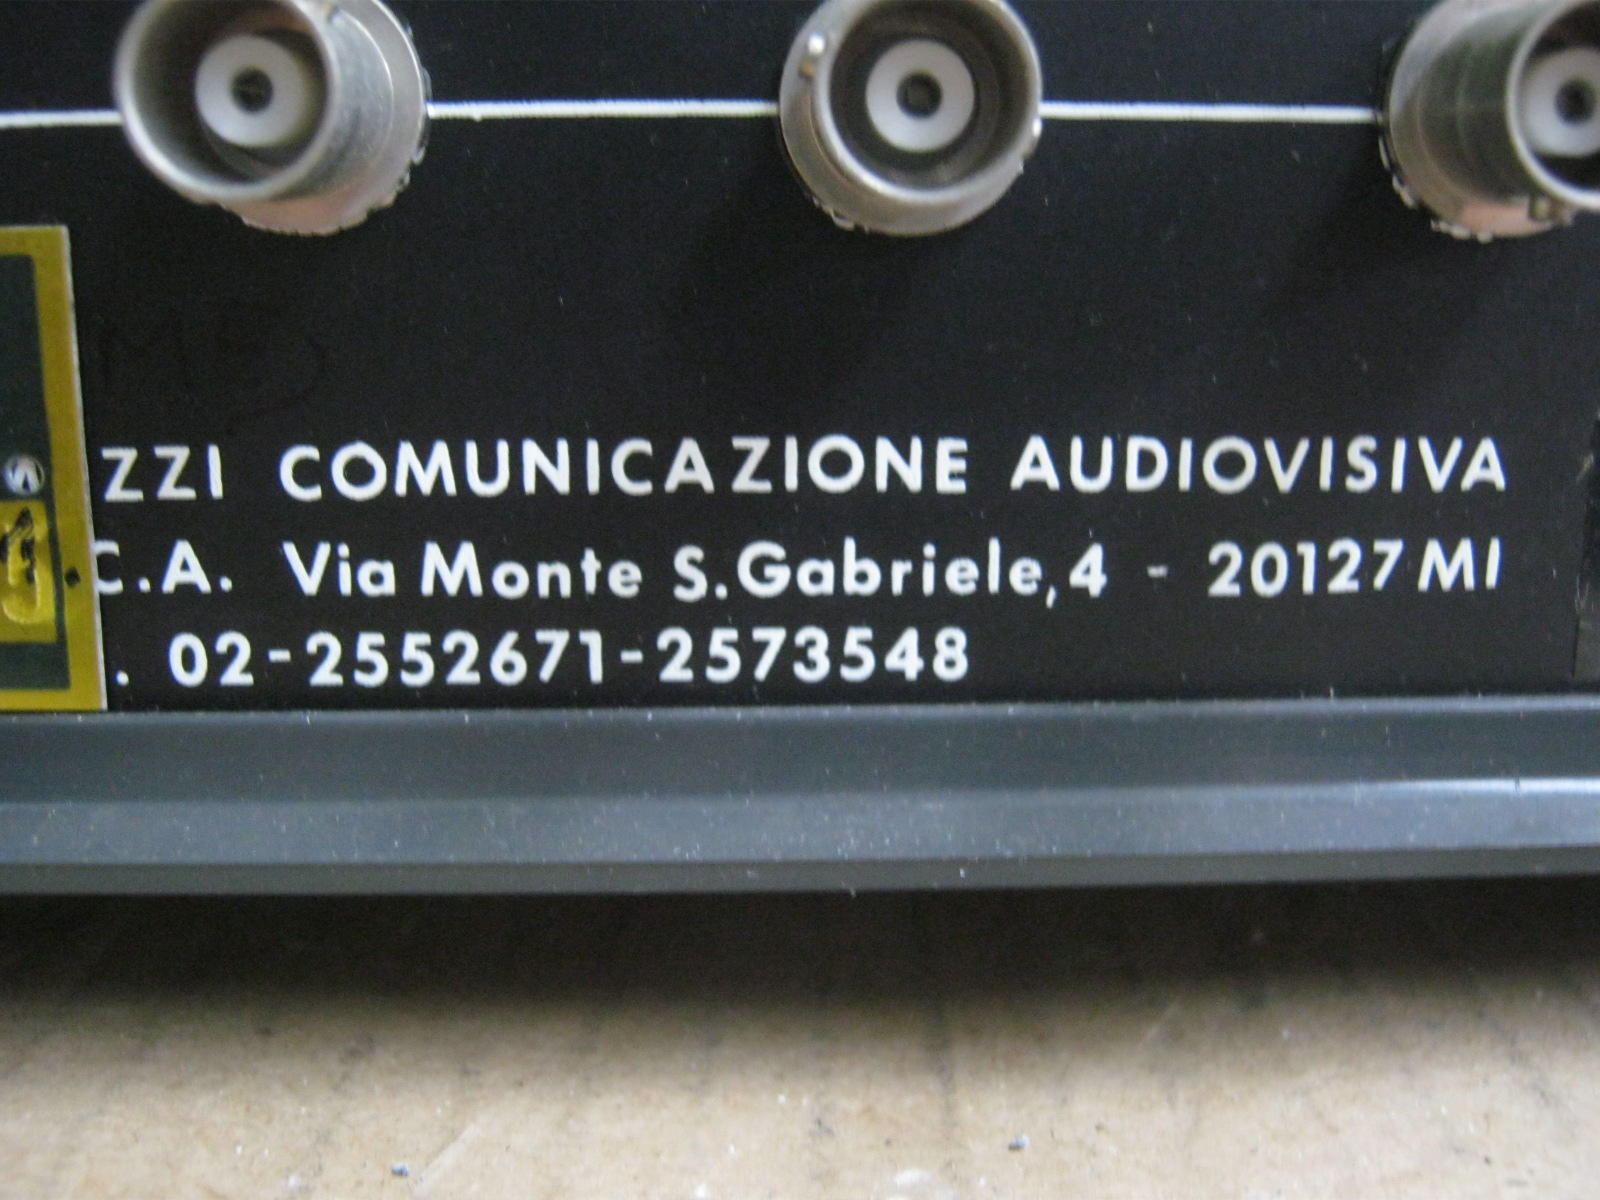 ZZI COMUNICAZIONE AUDIOVISIVA
C.A. Via Monte S.Gabriele,4 - 20127 MI
. 02-2552671-2573548